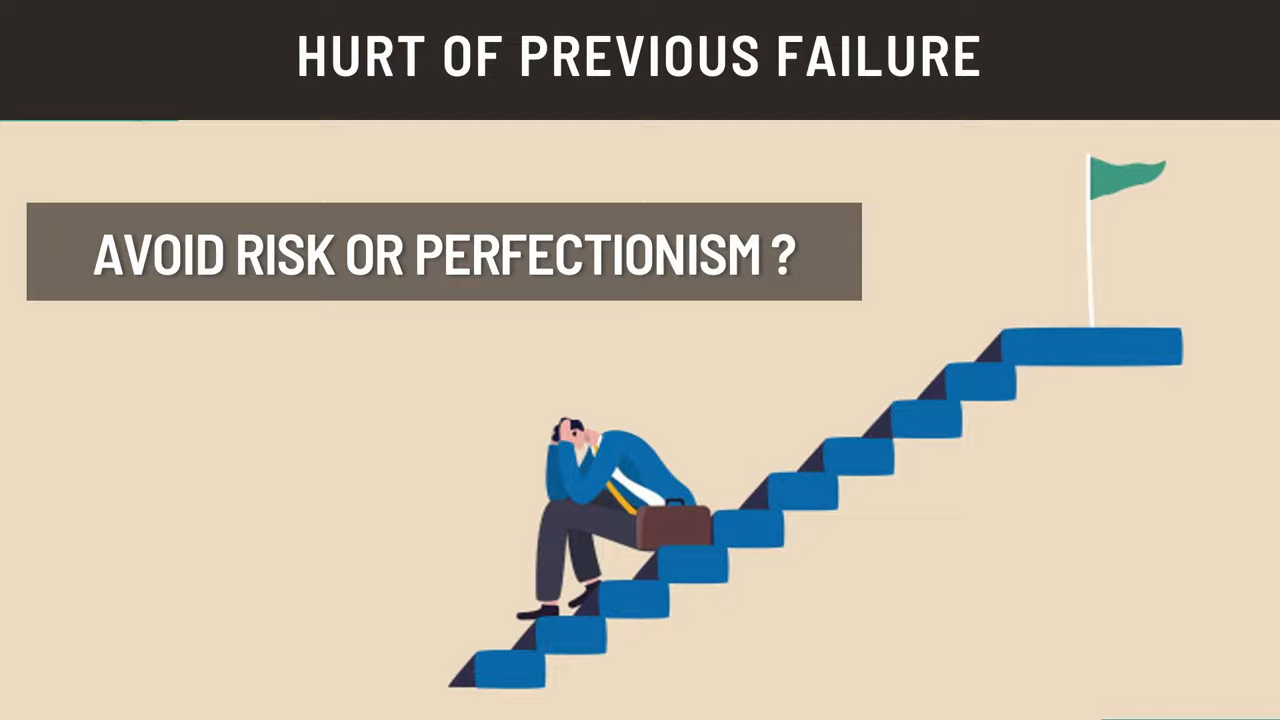 HURT OF PREVIOUS FAILURE
AVOID RISK OR PERFECTIONISM ?